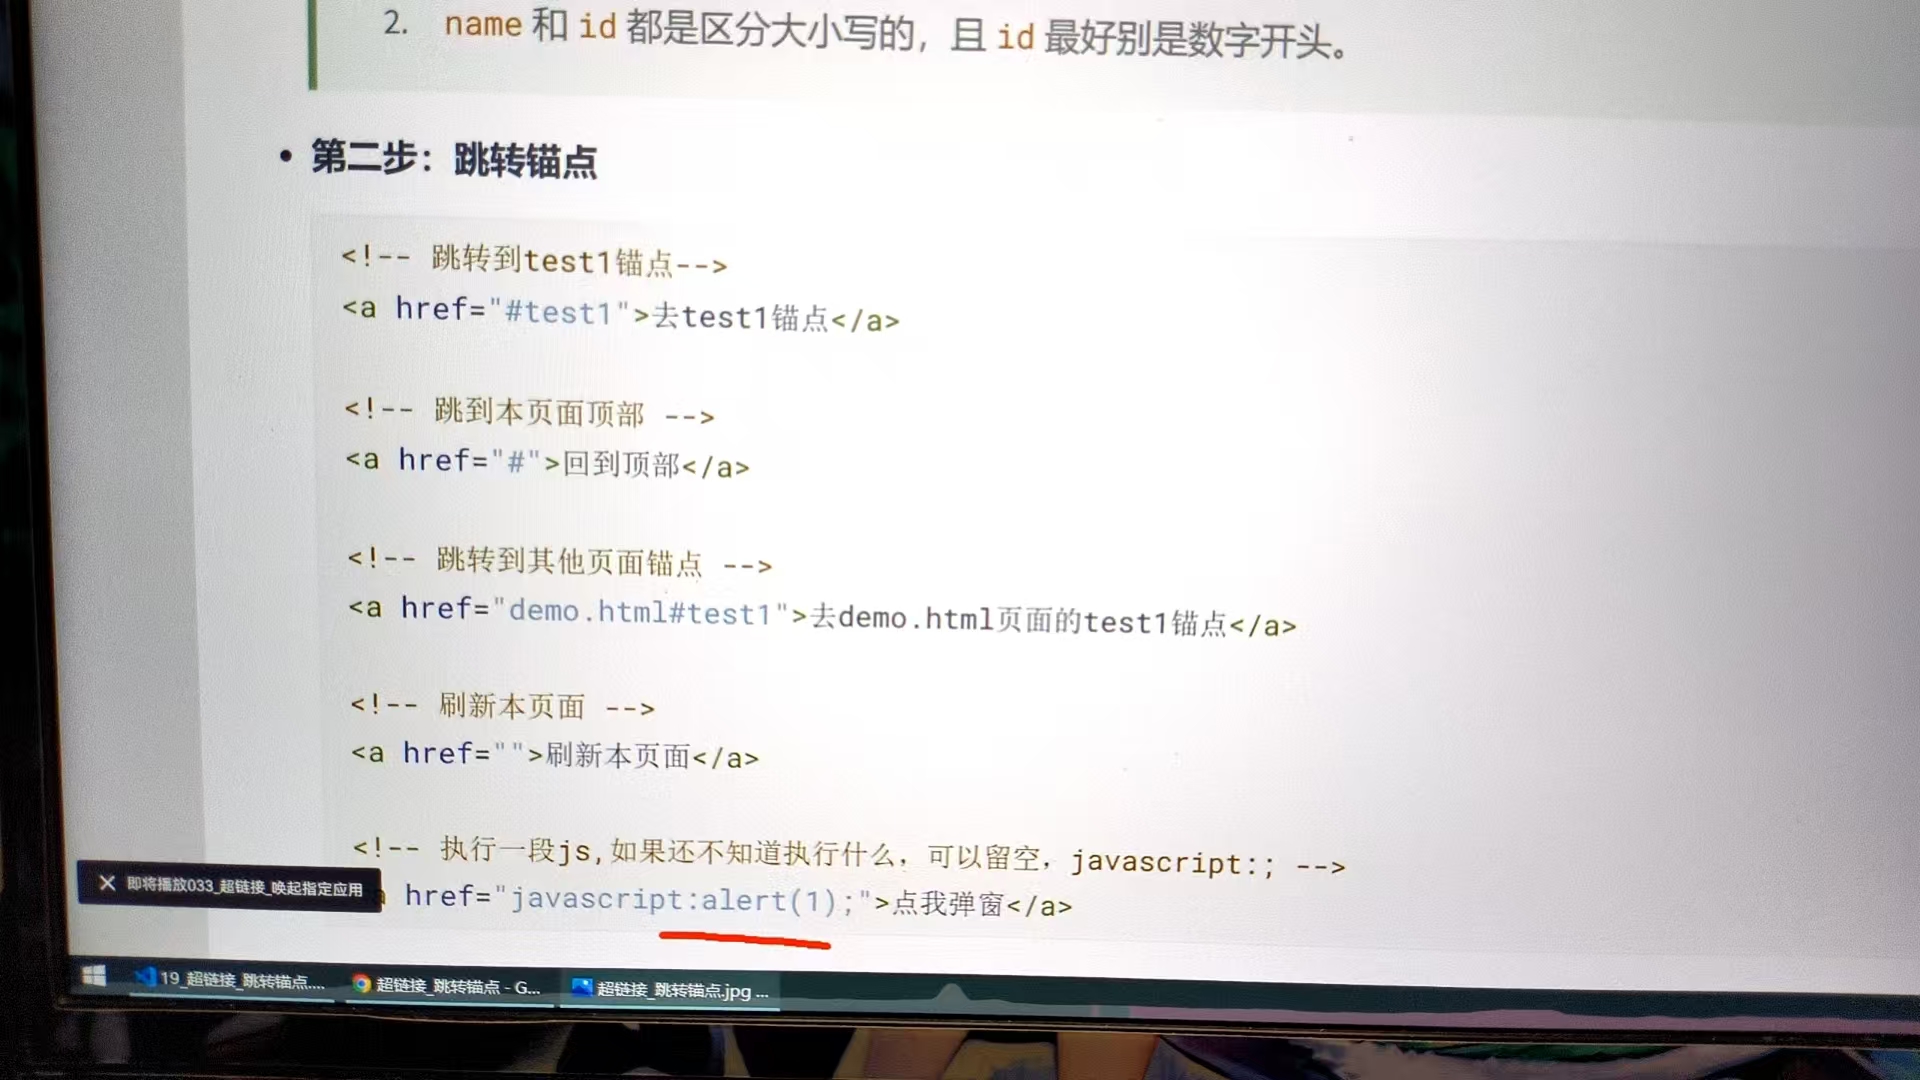 2. name 和 id 都是区分大小写的，且 id 最好别是数字开头。
• 第二步：跳转锚点
<!-- 跳转到test1锚点-->
<a href="#test1">去test1锚点</a>
<!-- 跳到本页面顶部 -->
<a href="#">回到顶部</a>
<!-- 跳转到其他页面锚点 -->
<a href="demo.html#test1">去demo.html页面的test1锚点</a>
<!-- 刷新本页面 -->
<a href="">刷新本页面</a>
<!-- 执行一段js,如果还不知道执行什么，可以留空，javascript:; -->
a href="javascript:alert(1);">点我弹窗</a>
即将播放033_超链接_唤起指定应用
19_超链接_跳转锚点....
超链接_跳转锚点 - G...
超链接_跳转锚点.jpg ...